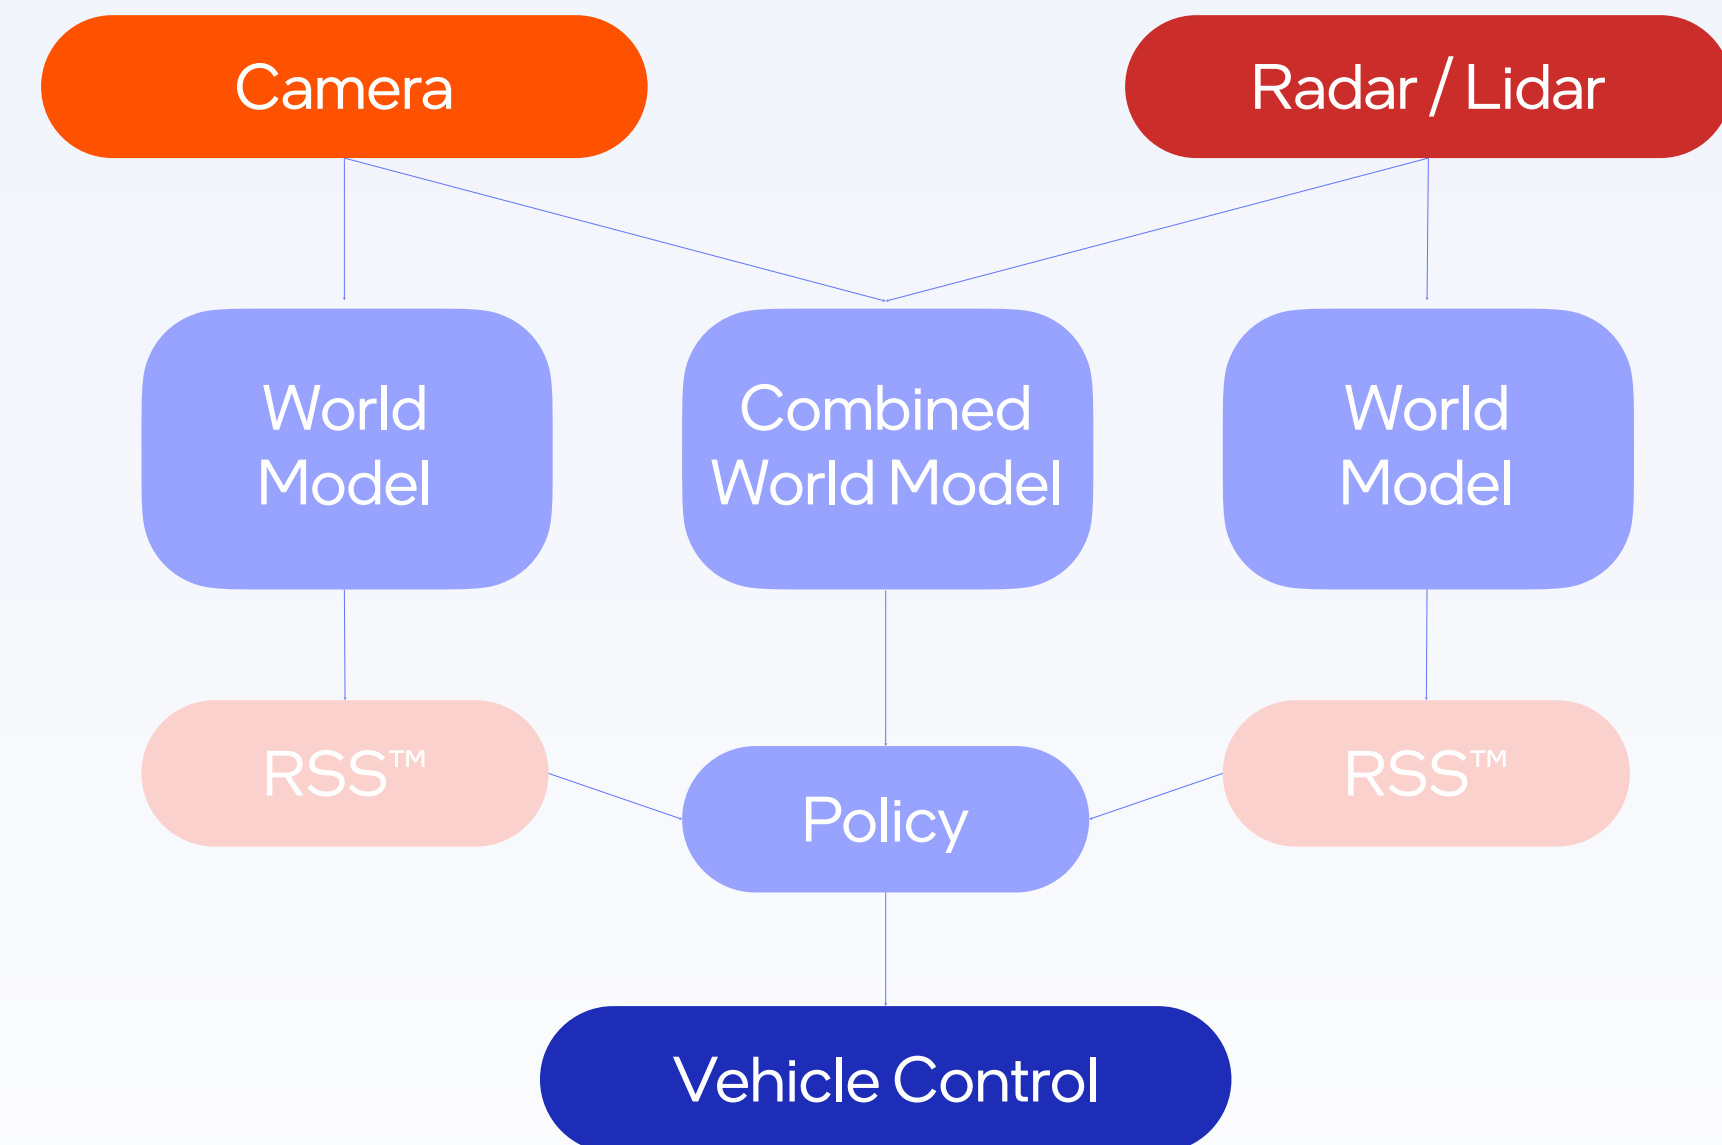 Camera
Radar / Lidar
World
Model
Combined
World Model
World
Model
RSS™
RSS™
Policy
Vehicle Control